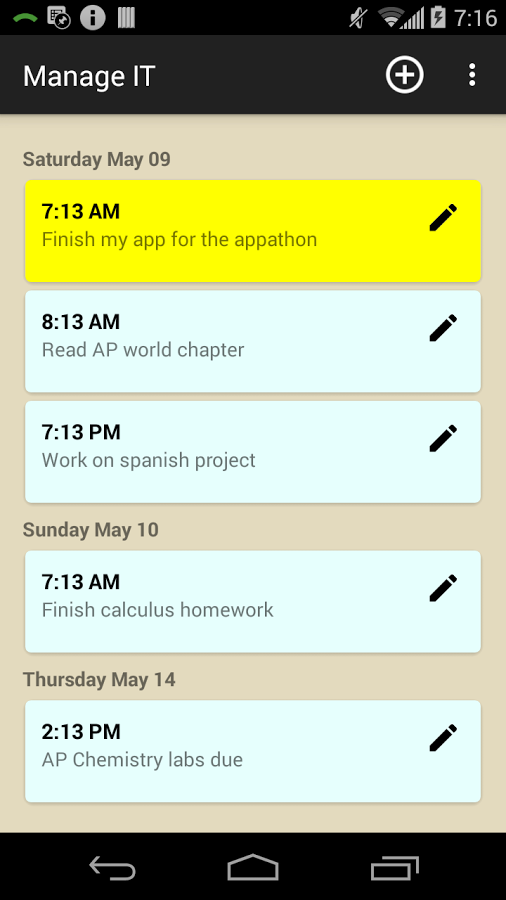 7:16
Manage IT
Saturday May 09
7:13 AM
Finish my app for the appathon
8:13 AM
Read AP world chapter
7:13 PM
Work on spanish project
Sunday May 10
7:13 AM
Finish calculus homework
Thursday May 14
2:13 PM
AP Chemistry labs due